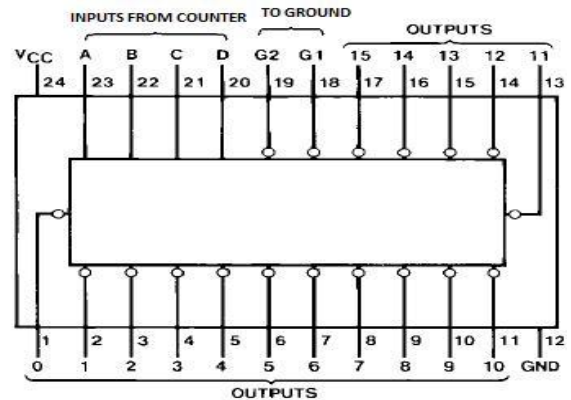 INPUTS FROM COUNTER TO GROUND
OUTPUTS
VCC A B C D G2 G1 15 14 13 12 11
24 23 22 21 20 19 18 17 16 15 14 13
1 2 3 4 5 6 7 8 9 10 11 12
0 1 2 3 4 5 6 7 8 9 10 GND
OUTPUTS